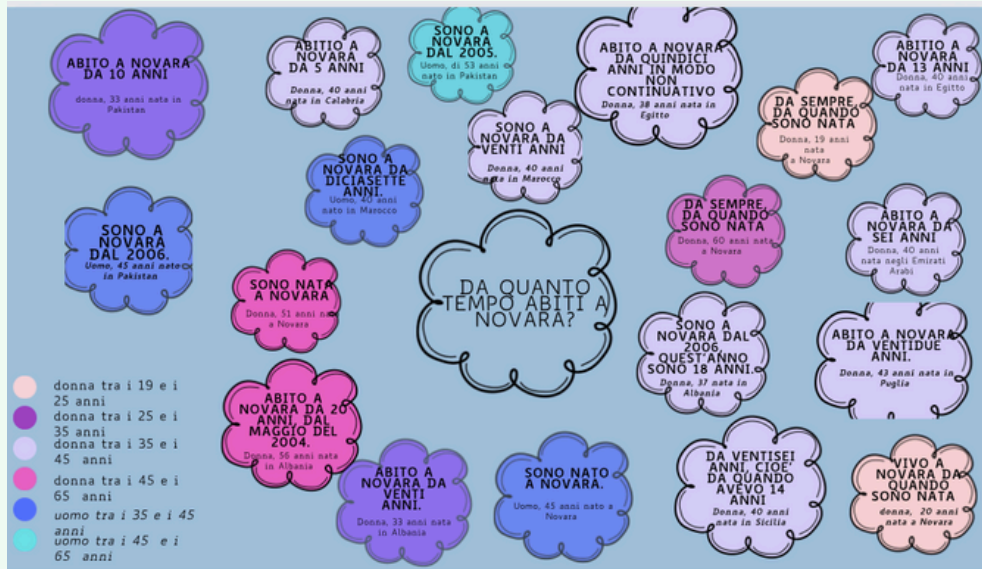 ABITO A NOVARA
DA 10 ANNI
donna, 33 anni nata in
Pakistan
ABITIO A
NOVARA
DA 5 ANNI
Donna, 40 anni
nata in Calabria
SONO A
NOVARA
DAL 2005.
Uomo, di 53 anni
nato in Pakistan
ABITO A NOVARA
DA QUINDICI
ANNI IN MODO
NON
CONTINUATIVO
Donna, 38 anni nata in
Egitto
ABITIO A
NOVARA
DA 13 ANNI
Donna, 40 anni
nata in Egitto
SONO A
NOVARA DA
VENTI ANNI
Donna, 40 anni
nata in Marocco
DA SEMPRE,
DA QUANDO
SONO NATA
Donna, 19 anni
nata
a Novara
SONO A
NOVARA DA
DICIASETTE
ANNI.
Uomo, 40 anni
nato in Marocco
SONO A
NOVARA
DAL 2006.
Uomo, 45 anni nato
in Pakistan
DA SEMPRE,
DA QUANDO
SONO NATA
Donna, 60 anni nata
a Novara
ABITO A
NOVARA DA
SEI ANNI
Donna, 40 anni
nata negli Emirati
Arabi
SONO NATA
A NOVARA
Donna, 51 anni nata
a Novara
DA QUANTO
TEMPO ABITI A
NOVARA?
SONO A
NOVARA DAL
2006,
QUEST'ANNO
SONO 18 ANNI.
Donna, 37 nata in
Albania
ABITO A NOVARA
DA VENTIDUE
ANNI.
Donna, 43 anni nata in
Puglia
ABITO A
NOVARA DA 20
ANNI, DAL
MAGGIO DEL
2004.
Donna, 56 anni nata
in Albania
ABITO A
NOVARA DA
VENTI
ANNI.
Donna, 33 anni nata
in Albania
SONO NATO A
NOVARA.
Uomo, 45 anni nato a
Novara
DA VENTISEI
ANNI, CIOE'
DA QUANDO
AVEVO 14
ANNI
Donna, 40 anni
nata in Sicilia
VIVO A
NOVARA DA
QUANDO
SONO NATA
donna, 20 anni
nata a Novara
donna tra i 19 e i
25 anni
donna tra i 25 e i
35 anni
donna tra i 35 e i
45 anni
donna tra i 45 e i
65 anni
uomo tra i 35 e i 45
anni
uomo tra i 45 e i
65 anni